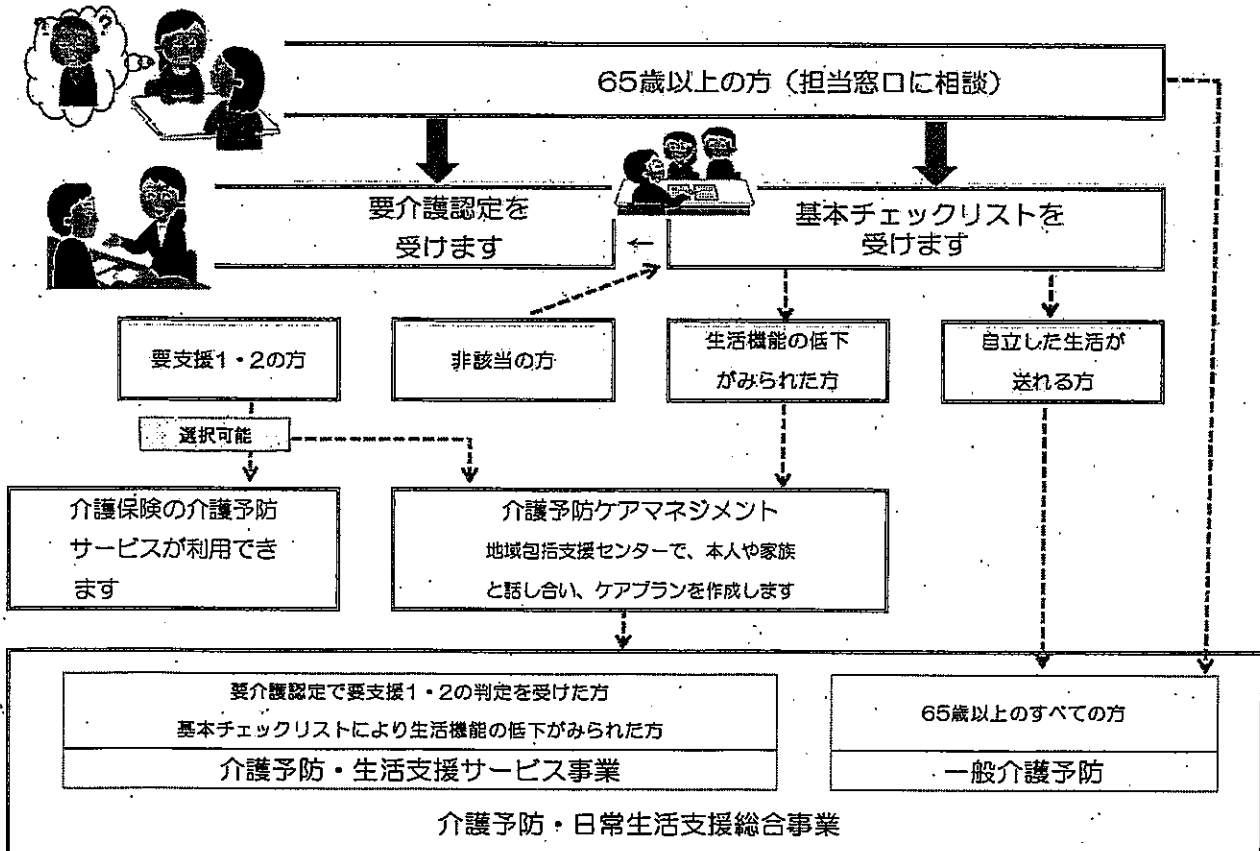 65歳以上の方（担当窓口に相談）
要介護認定を
受けます
←
基本チェックリストを
受けます
要支援1・2の方
非該当の方
生活機能の低下
がみられた方
自立した生活が
送れる方
選択可能
介護保険の介護予防
サービスが利用でき
ます
介護予防ケアマネジメント
地域包括支援センターで、本人や家族
と話し合い、ケアプランを作成します
要介護認定で要支援1・2の判定を受けた方
基本チェックリストにより生活機能の低下がみられた方
介護予防・生活支援サービス事業
65歳以上のすべての方
一般介護予防
介護予防・日常生活支援総合事業